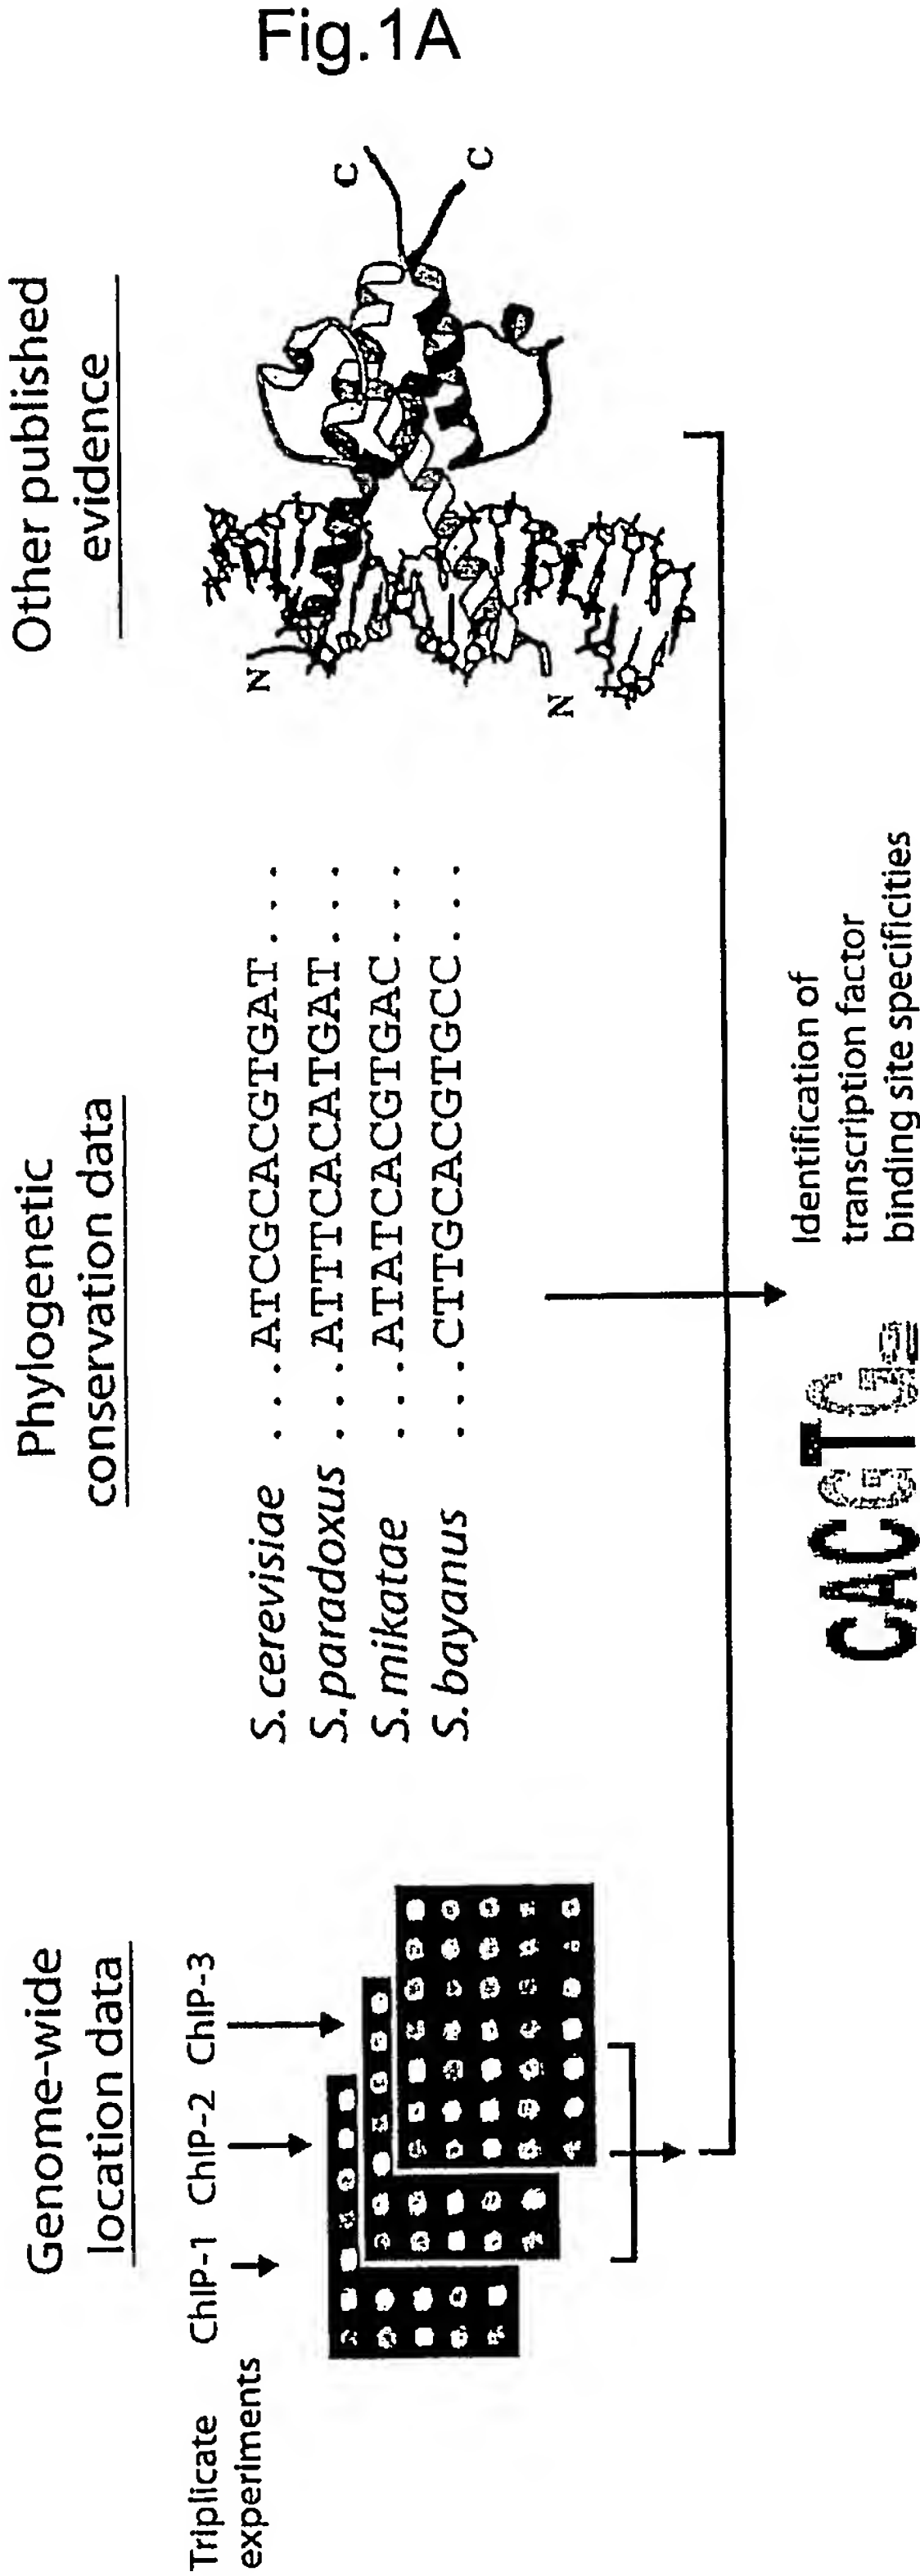 Fig.1A
Genome-wide
location data
Triplicate
experiments
ChIP-1 ChIP-2 ChIP-3
Phylogenetic
conservation data
S. cerevisiae . . .ATCGCACGTGAT. . .
S. paradoxus . . .ATTTCACATGAT. . .
S. mikatae . . .ATATCACGTGAC. . .
S. bayanus . . .CTTGCACGTGCC. . .
Other published
evidence
N
N
C
C
CACGTG
Identification of
transcription factor
binding site specificities